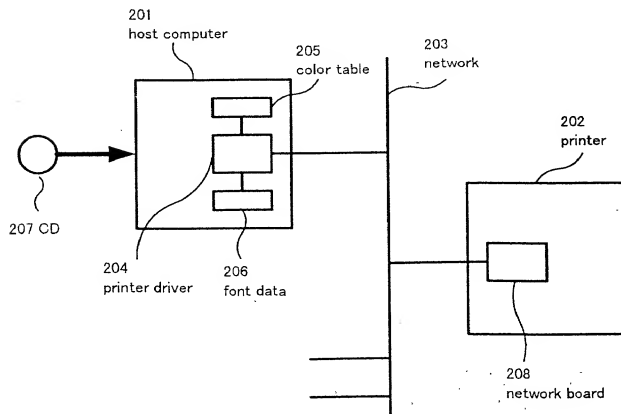 201
host computer
205
color table
203
network
202
printer
207 CD
204
printer driver
206
font data
208
network board